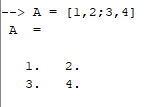 --> A = [1,2;3,4]
A =
1. 2.
3. 4.